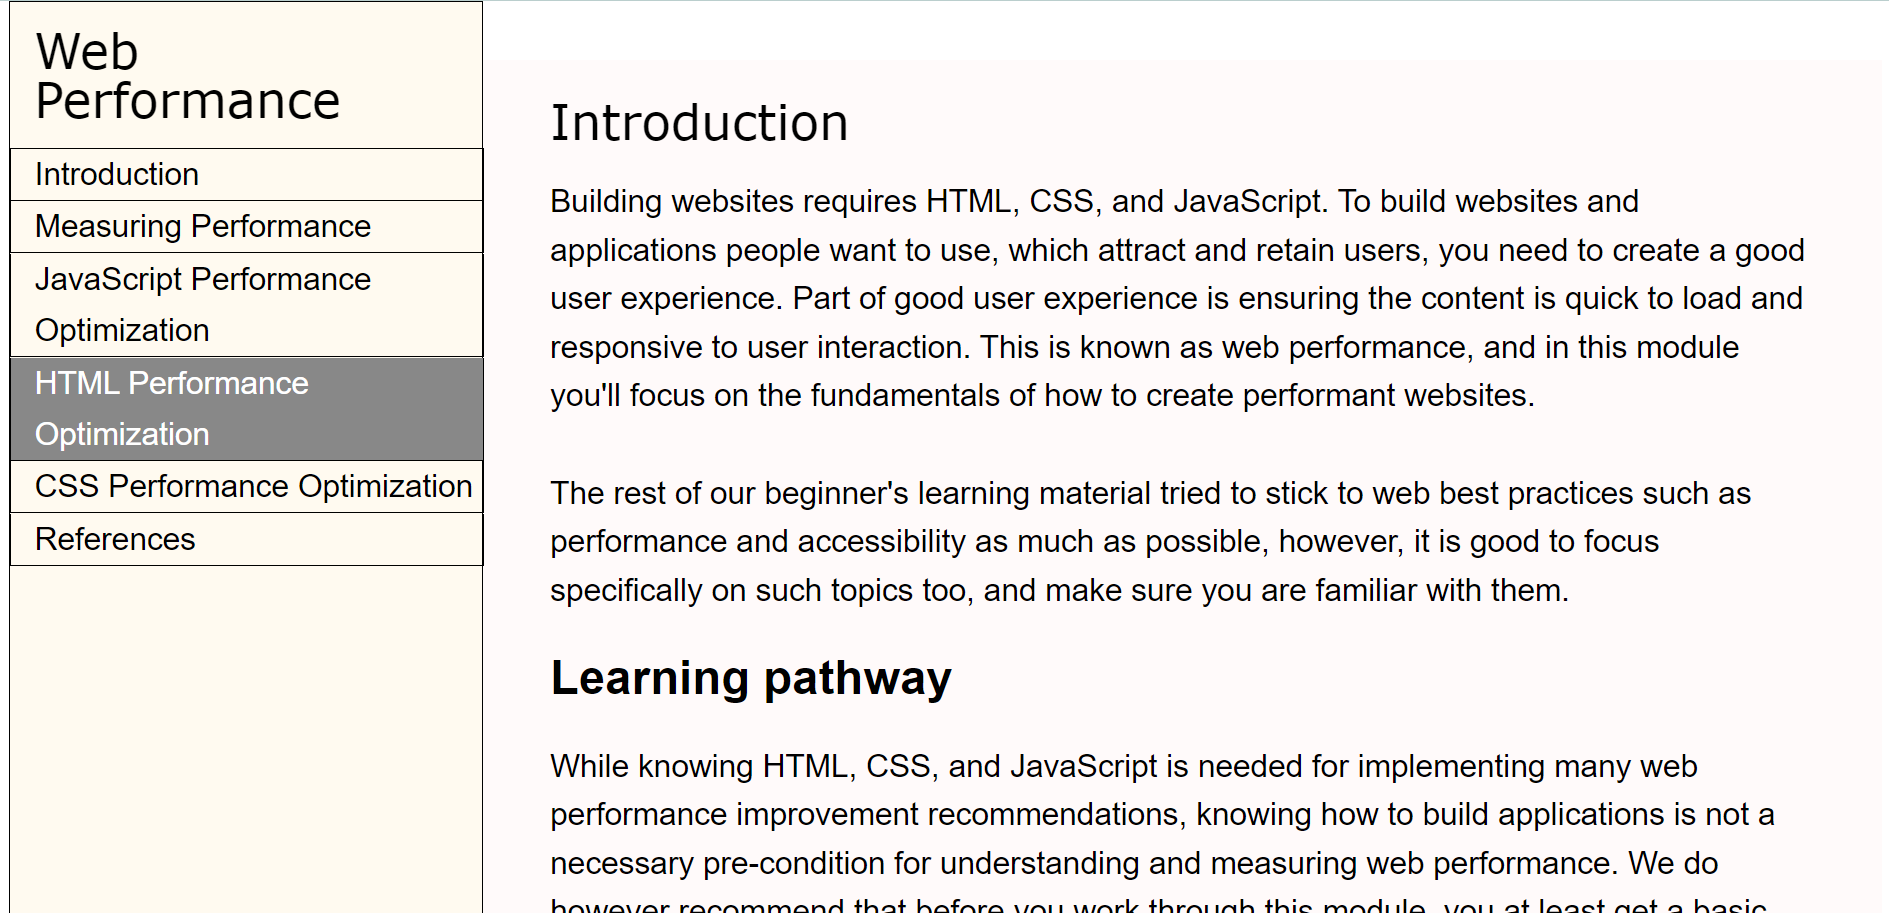 Web
Performance
Introduction
Measuring Performance
JavaScript Performance
Optimization
HTML Performance
Optimization
CSS Performance Optimization
References
Introduction
Building websites requires HTML, CSS, and JavaScript. To build websites and
applications people want to use, which attract and retain users, you need to create a good
user experience. Part of good user experience is ensuring the content is quick to load and
responsive to user interaction. This is known as web performance, and in this module
you'll focus on the fundamentals of how to create performant websites.
The rest of our beginner's learning material tried to stick to web best practices such as
performance and accessibility as much as possible, however, it is good to focus
specifically on such topics too, and make sure you are familiar with them.
Learning pathway
While knowing HTML, CSS, and JavaScript is needed for implementing many web
performance improvement recommendations, knowing how to build applications is not a
necessary pre-condition for understanding and measuring web performance. We do
however recommend that before you work through this module, you at least get a basic